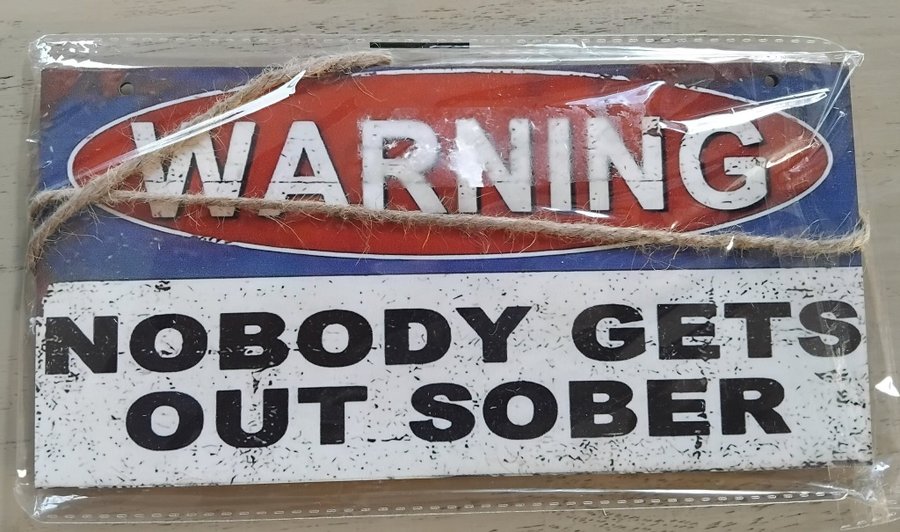 WARNING
NOBODY GETS
OUT SOBER